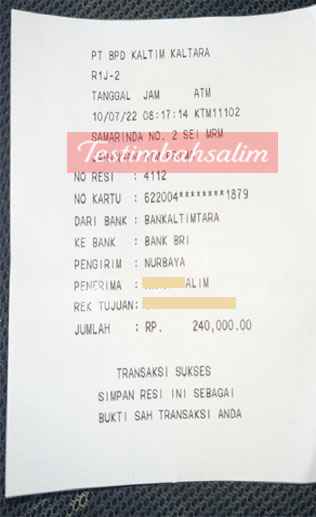 PT BPD KALTIM KALTARA
R1J-2
TANGGAL JAM ATM
10/07/22 08:17:14 KTM11102
SAMARINDA NO. 2 SEI MRM
Testimbahsalim
NO RESI : 4112
NO KARTU : 622004********1879
DARI BANK : BANKALTIMTARA
KE BANK : BANK BRI
PENGIRIM : NURBAYA
PENERIMA : ALIM
REK TUJUAN:
JUMLAH : RP. 240,000.00
TRANSAKSI SUKSES
SIMPAN RESI INI SEBAGAI
BUKTI SAH TRANSAKSI ANDA